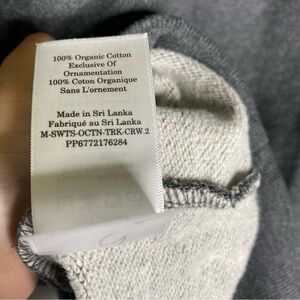 100% Organic Cotton
Exclusive Of
Ornamentation
100% Coton Organique
Sans L'ornement
Made in Sri Lanka
Fabriqué au Sri Lanka
M-SWTS-OCTN-TRK-CRW.2
PP6772176284